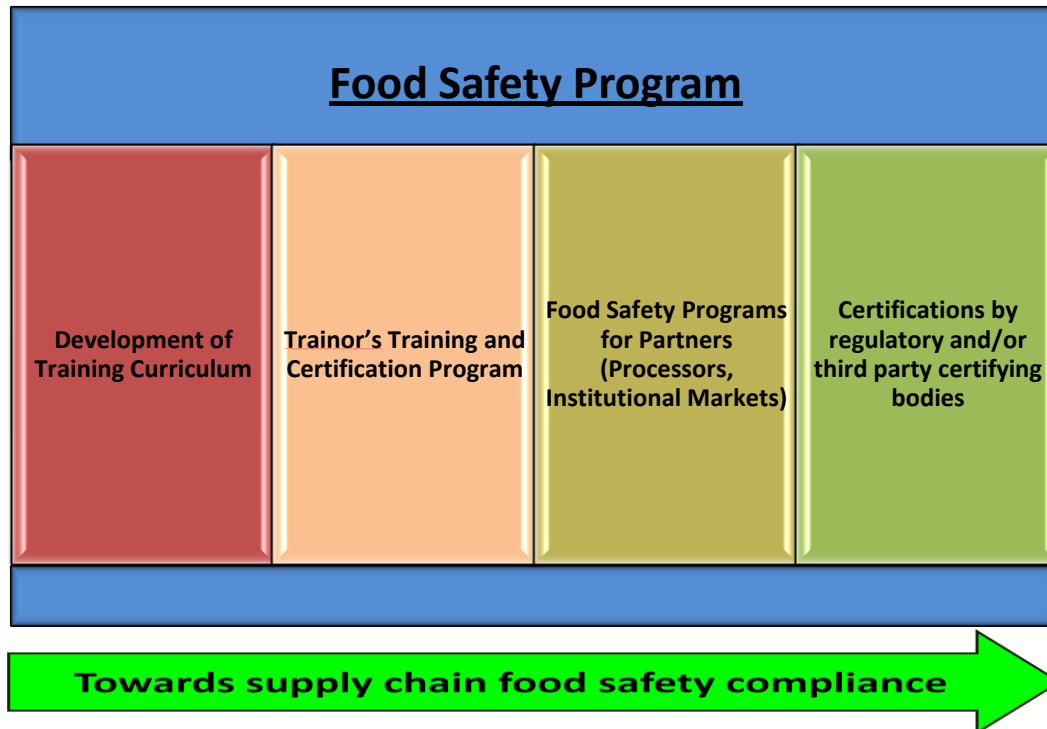 Food Safety Program
Development of
Training Curriculum
Trainor’s Training and
Certification Program
Food Safety Programs
for Partners
(Processors,
Institutional Markets)
Certifications by
regulatory and/or
third party certifying
bodies
Towards supply chain food safety compliance